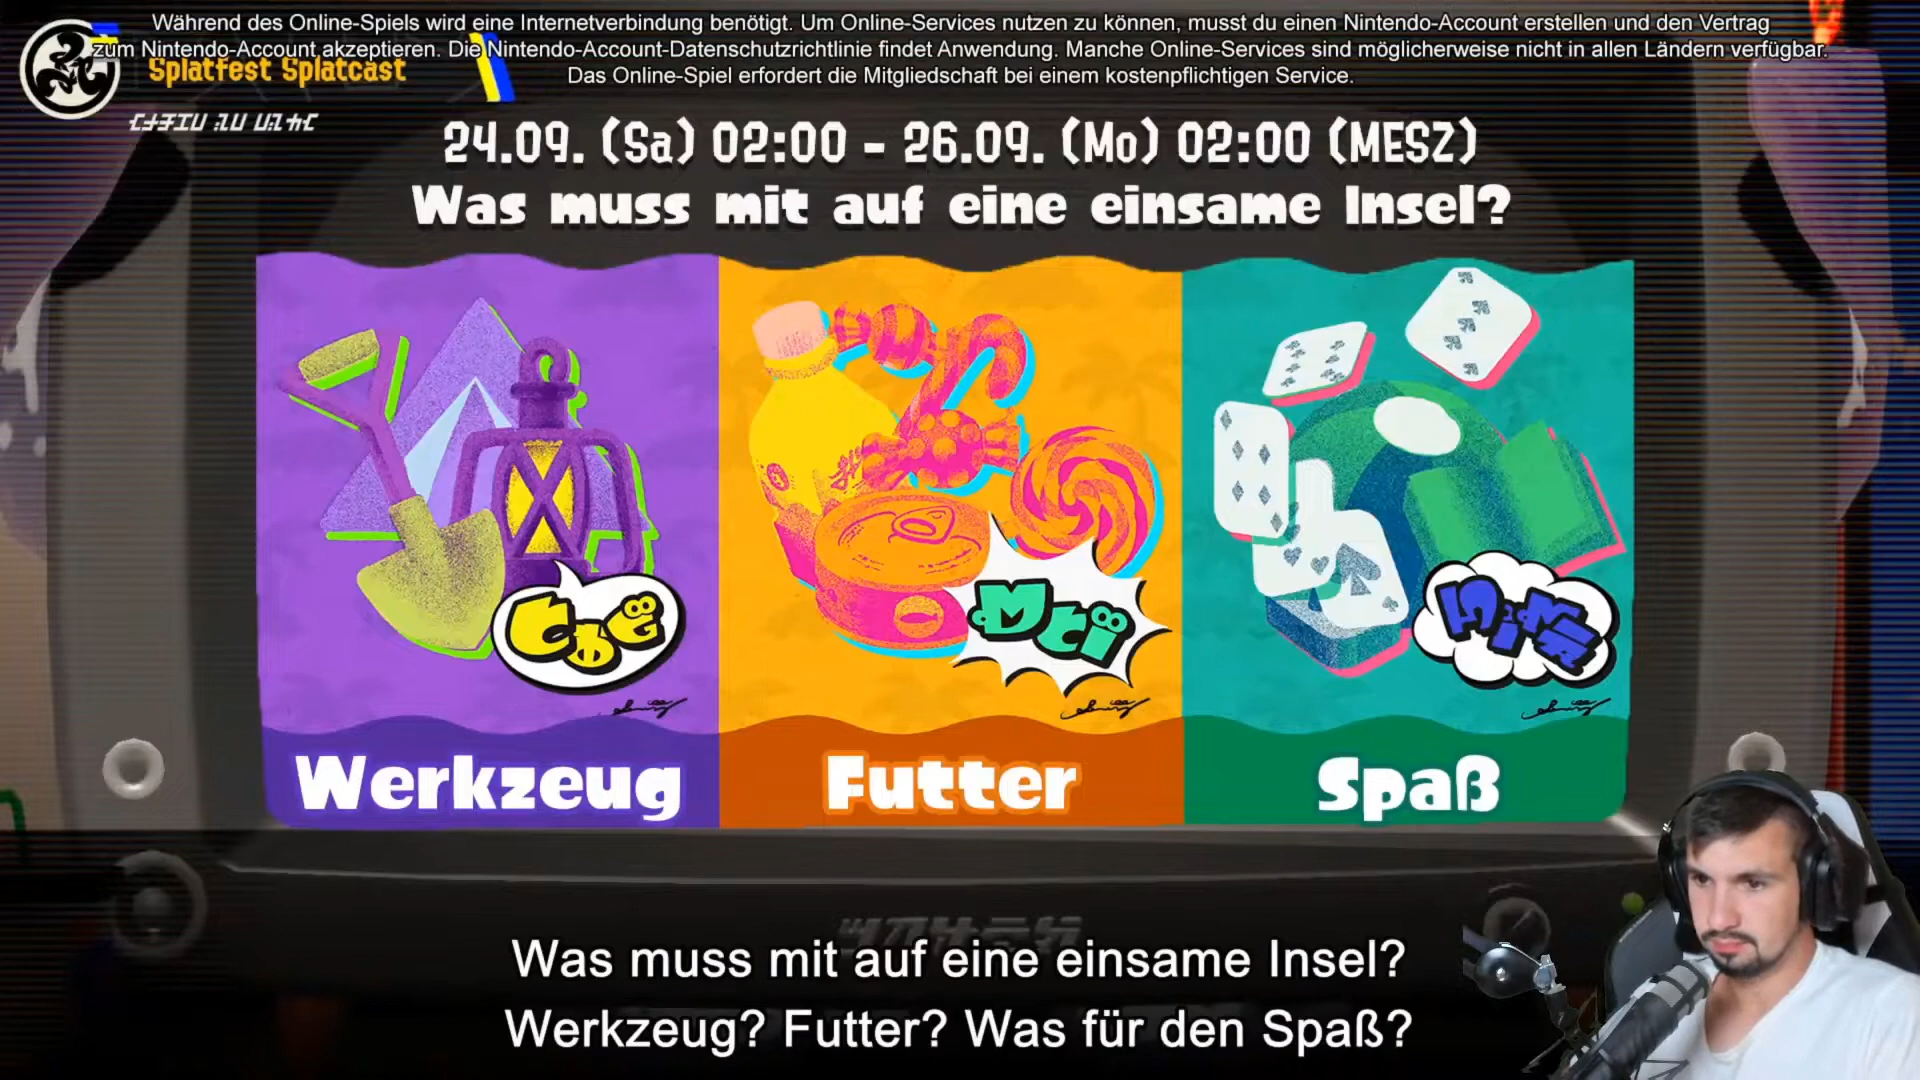 Während des Online-Spiels wird eine Internetverbindung benötigt. Um Online-Services nutzen zu können, musst du einen Nintendo-Account erstellen und den Vertrag
zum Nintendo-Account akzeptieren. Die Nintendo-Account-Datenschutzrichtlinie findet Anwendung. Manche Online-Services sind möglicherweise nicht in allen Ländern verfügbar.
Das Online-Spiel erfordert die Mitgliedschaft bei einem kostenpflichtigen Service.
Splatfest Splatcast
24.09. (Sa) 02:00 - 26.09. (Mo) 02:00 (MESZ)
Was muss mit auf eine einsame Insel?
Werkzeug
Futter
Spaß
Was muss mit auf eine einsame Insel?
Werkzeug? Futter? Was für den Spaß?